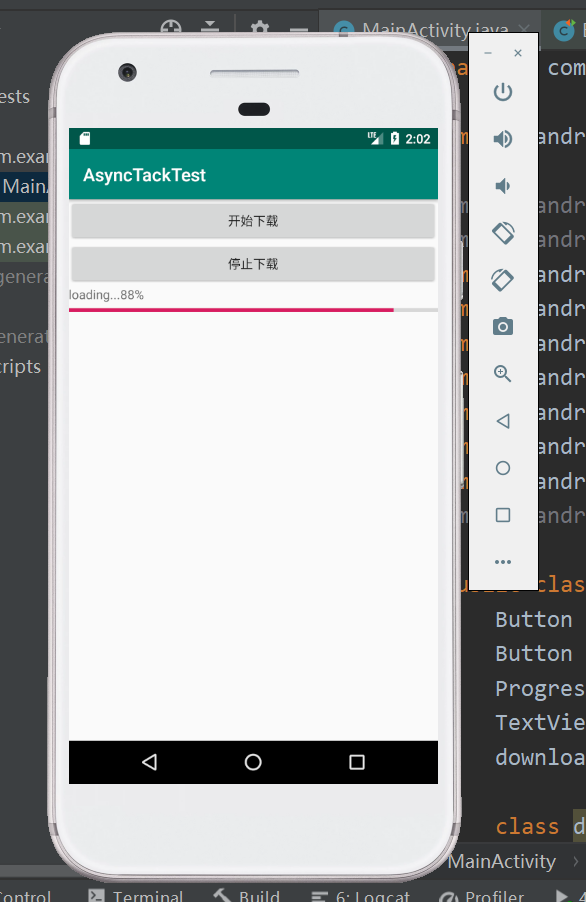 MainActivity.java
ests
com
m.exa
andr
2:02
MainA
AsyncTackTest
m.exa
andr
开始下载
m.exa
andr
genera
andr
停止下载
loading...88%
andr
enerat
andr
cripts
andr
andr
andr
andr
andr
clas
Button
Button
Progres
TextVie
downloa
class d
MainActivity
Control
Terminal
Build
6: Logcat
Profiler